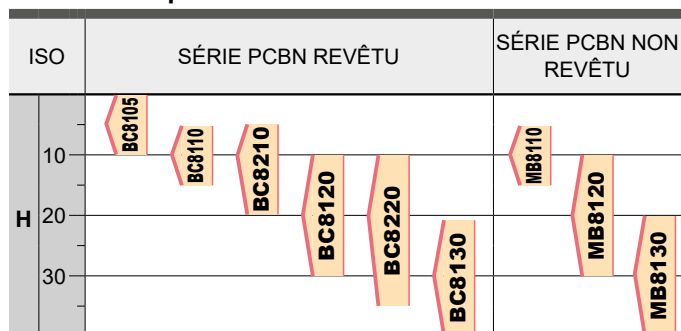 ISO
SÉRIE PCBN REVÊTU
SÉRIE PCBN NON
REVÊTU
H
10
20
30
BC8105
BC8110
BC8210
BC8120
BC8220
BC8130
MB8110
MB8120
MB8130